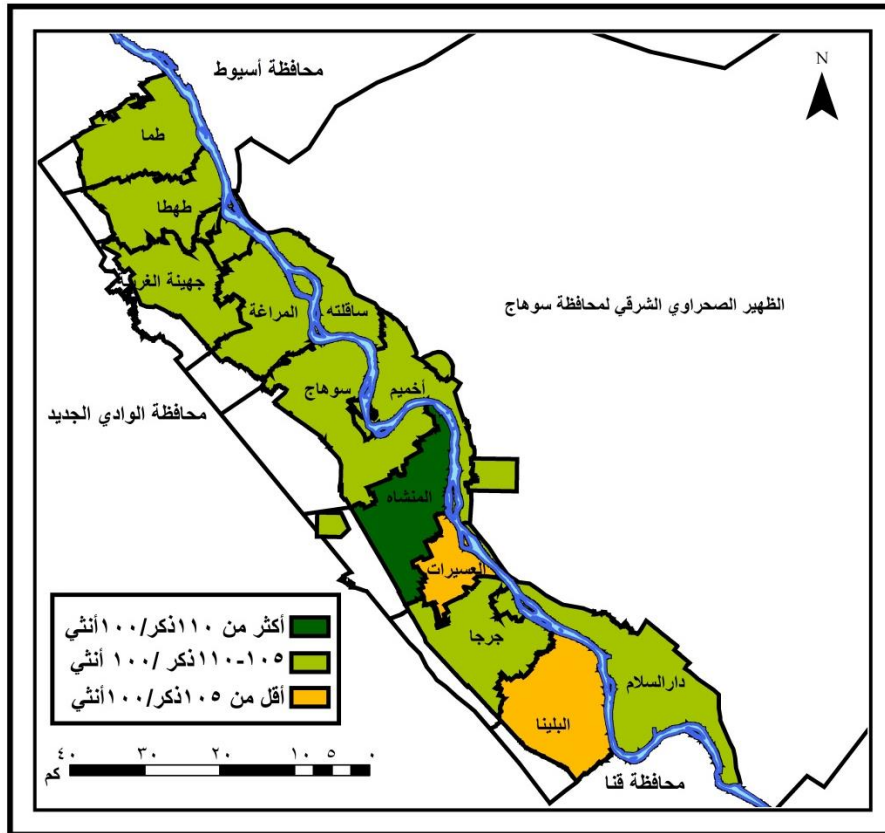 محافظة أسيوط
N
طما
طهطا
جهينة الغربية
المراغة
ساقلته
الظهير الصحراوي الشرقي لمحافظة سوهاج
أخميم
سوهاج
محافظة الوادي الجديد
المنشاه
العسيرات
جرجا
دارالسلام
البلينا
محافظة قنا
أكثر من ١١٠ذكر/١٠٠أنثي
١٠٥-١١٠ذكر /١٠٠ أنثي
أقل من ١٠٥ذكر/١٠٠أنثي
٤٠ ٣٠ ٢٠ ١٠ ٥ ٠
كم